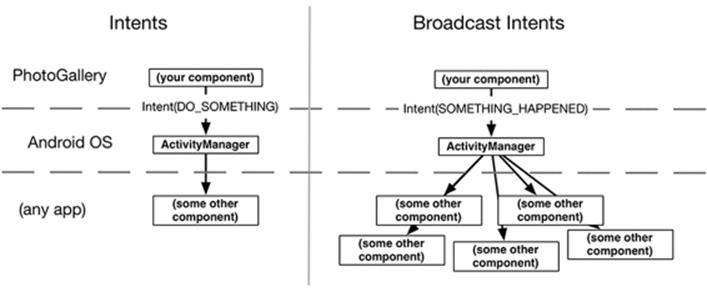 Intents
Broadcast Intents
PhotoGallery
(your component)
(your component)
Intent(DO_SOMETHING)
Intent(SOMETHING_HAPPENED)
Android OS
ActivityManager
ActivityManager
(any app)
(some other
component)
(some other
component)
(some other
component)
(some other
component)
(some other
component)
(some other
component)